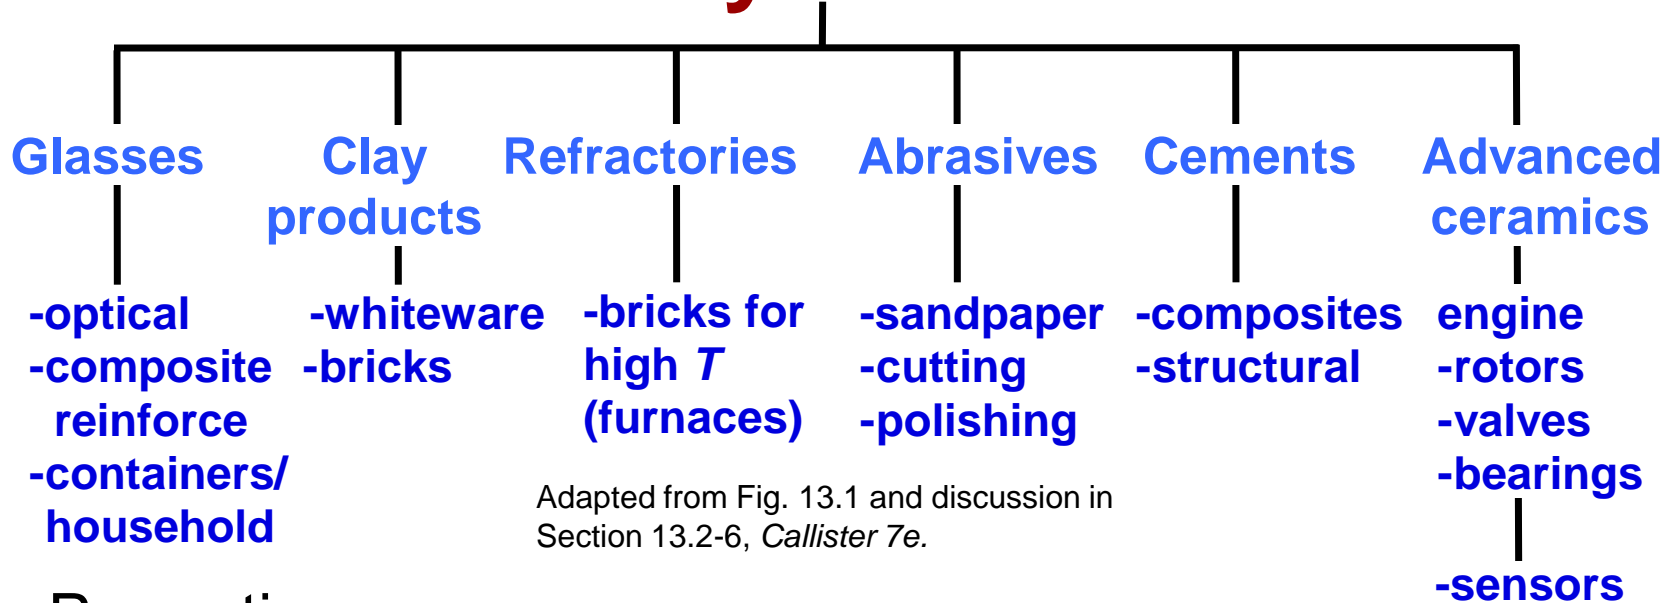 Glasses
Clay
products
Refractories
Abrasives
Cements
Advanced
ceramics
-optical
-composite
reinforce
-containers/
household
-whiteware
-bricks
-bricks for
high T
(furnaces)
-sandpaper
-cutting
-polishing
-composites
-structural
engine
-rotors
-valves
-bearings
-sensors
Adapted from Fig. 13.1 and discussion in
Section 13.2-6, Callister 7e.